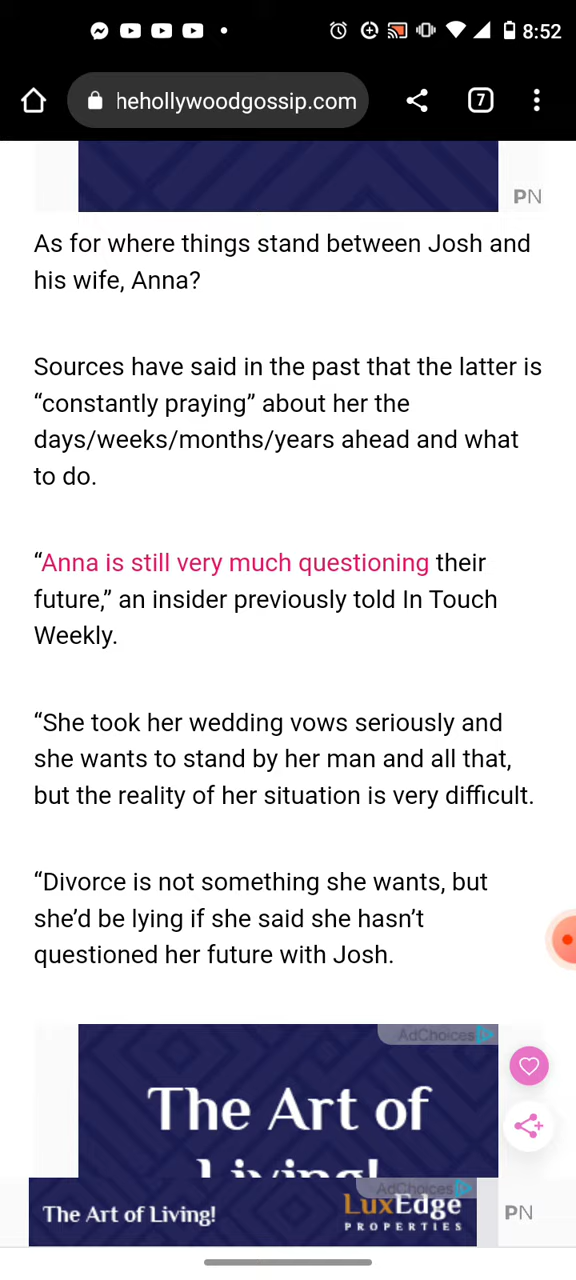 8:52
hehollywoodgossip.com
7
PN
As for where things stand between Josh and
his wife, Anna?
Sources have said in the past that the latter is
“constantly praying” about her the
days/weeks/months/years ahead and what
to do.
“Anna is still very much questioning their
future,” an insider previously told In Touch
Weekly.
“She took her wedding vows seriously and
she wants to stand by her man and all that,
but the reality of her situation is very difficult.
“Divorce is not something she wants, but
she’d be lying if she said she hasn’t
questioned her future with Josh.
AdChoices
The Art of
Living!
AdChoices
The Art of Living!
LuxEdge
PROPERTIES
PN